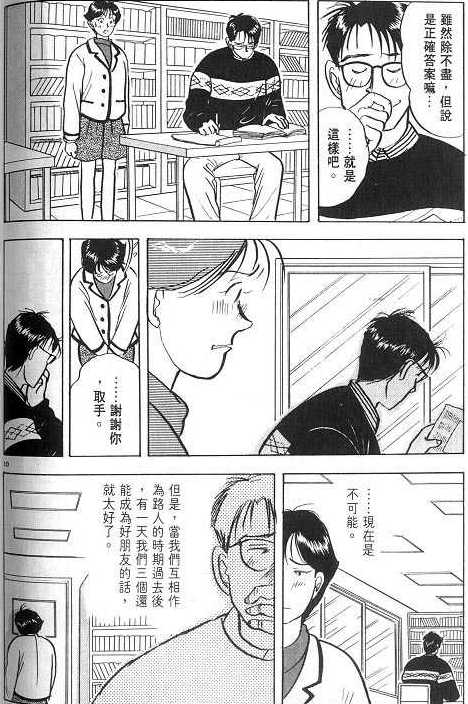 雖然除不盡，但說
是正確答案嘛…
……就是
這樣吧。
……謝謝你
，取手。
……現在是
不可能。
但是，當我們互相作
為路人的時期過去後
，有一天我們三個還
能成為好朋友的話，
就太好了。